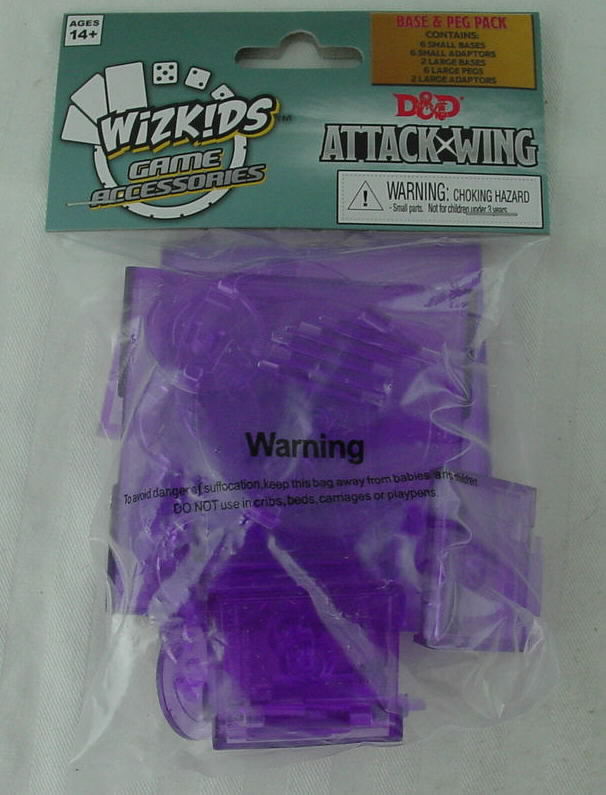 AGES
14+
BASE & PEG PACK
CONTAINS:
6 SMALL BASES
6 SMALL ADAPTORS
2 LARGE BASES
6 LARGE PEGS
2 LARGE ADAPTORS
WIZK!DS™
GAME
ACCESSORIES
D&D
ATTACK WING
WARNING: CHOKING HAZARD
- Small parts. Not for children under 3 years.
Warning
To avoid danger of suffocation,keep this bag away from babies and children
DO NOT use in cribs,beds, carriages or playpens.